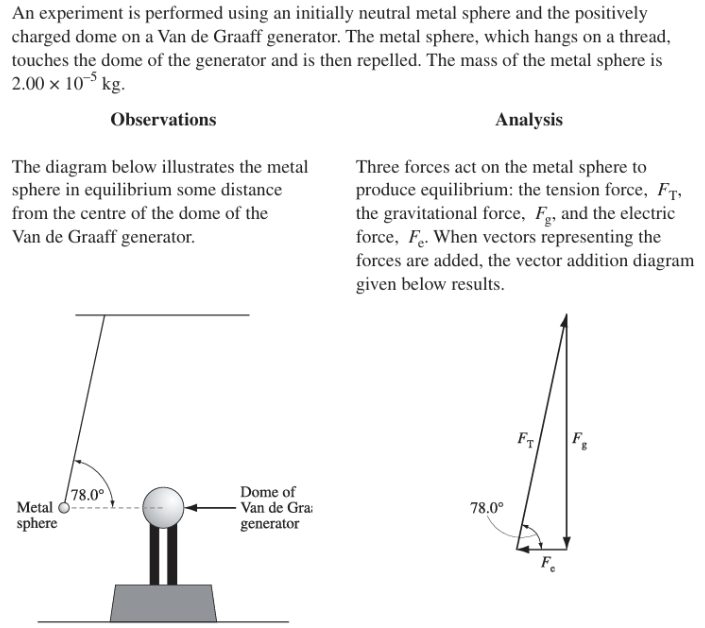 An experiment is performed using an initially neutral metal sphere and the positively
charged dome on a Van de Graaff generator. The metal sphere, which hangs on a thread,
touches the dome of the generator and is then repelled. The mass of the metal sphere is
2.00 × 10⁻⁵ kg.
Observations
The diagram below illustrates the metal
sphere in equilibrium some distance
from the centre of the dome of the
Van de Graaff generator.
Analysis
Three forces act on the metal sphere to
produce equilibrium: the tension force, F_T,
the gravitational force, F_g, and the electric
force, F_e. When vectors representing the
forces are added, the vector addition diagram
given below results.
78.0°
Metal
sphere
Dome of
Van de Gra
generator
F_T
F_g
78.0°
F_e